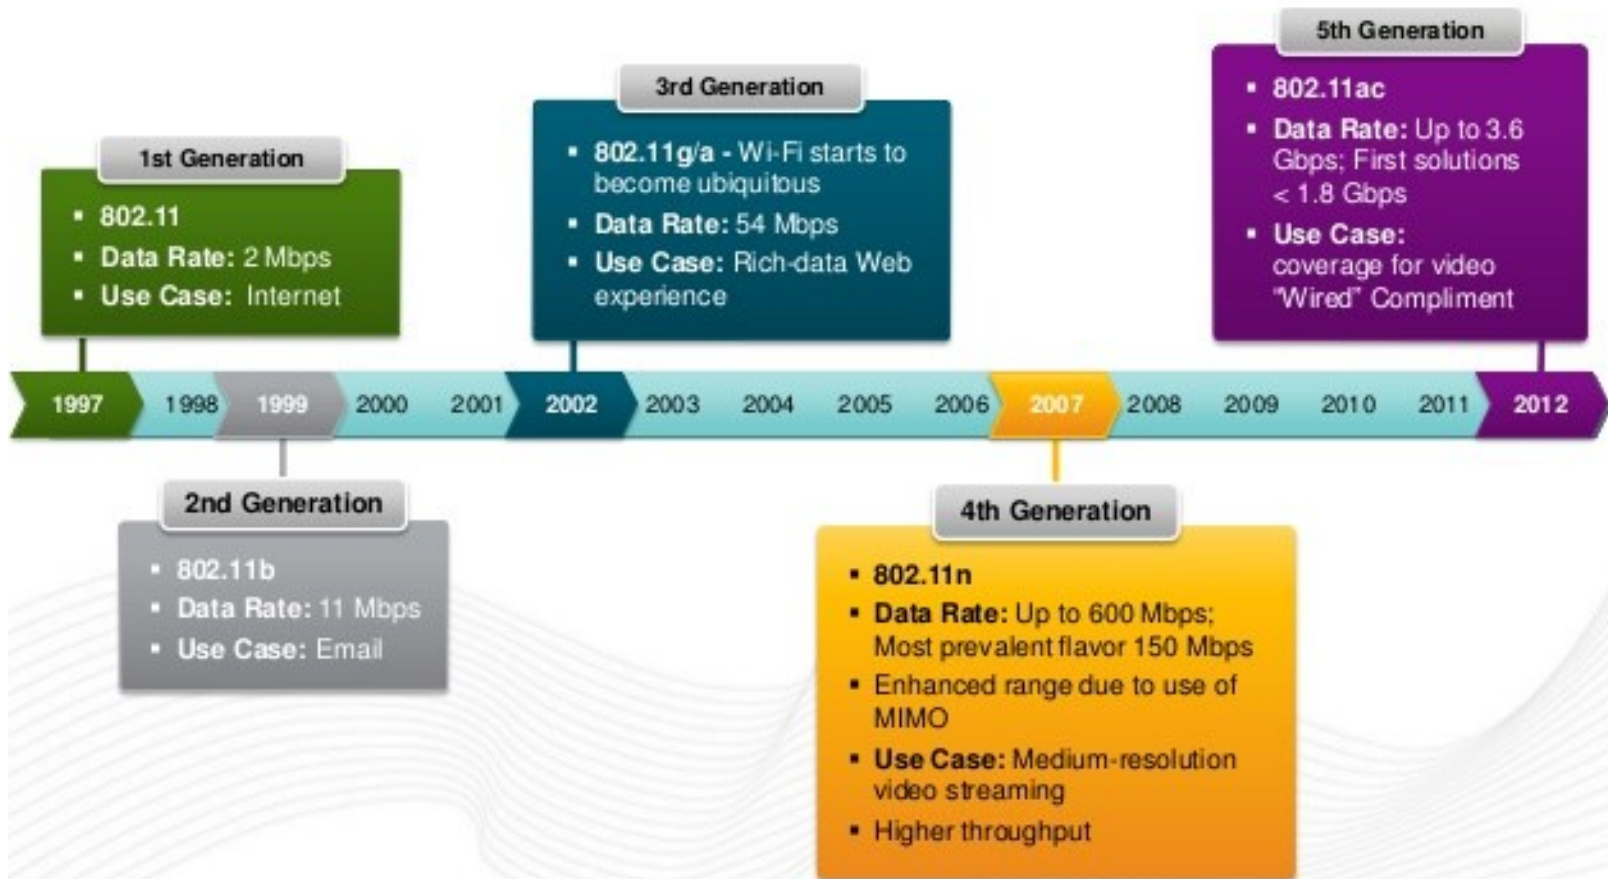 1st Generation
▪ 802.11
▪ Data Rate: 2 Mbps
▪ Use Case: Internet
3rd Generation
▪ 802.11g/a - Wi-Fi starts to
become ubiquitous
▪ Data Rate: 54 Mbps
▪ Use Case: Rich-data Web
experience
5th Generation
▪ 802.11ac
▪ Data Rate: Up to 3.6
Gbps; First solutions
< 1.8 Gbps
▪ Use Case:
coverage for video
“Wired” Compliment
1997 1998 1999 2000 2001 2002 2003 2004 2005 2006 2007 2008 2009 2010 2011 2012
2nd Generation
▪ 802.11b
▪ Data Rate: 11 Mbps
▪ Use Case: Email
4th Generation
▪ 802.11n
▪ Data Rate: Up to 600 Mbps;
Most prevalent flavor 150 Mbps
▪ Enhanced range due to use of
MIMO
▪ Use Case: Medium-resolution
video streaming
▪ Higher throughput